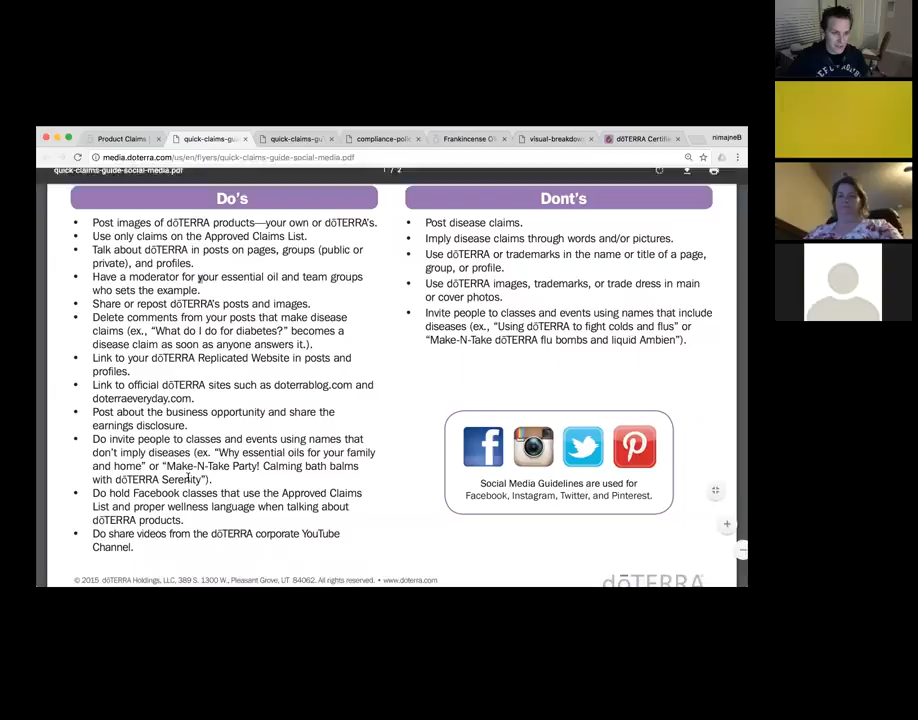 Product Claims
quick-claims-gu
quick-claims-gu
compliance-polic
Frankincense O
visual-breakdow
dōTERRA Certifi
nimajneB
media.doterra.com/us/en/flyers/quick-claims-guide-social-media.pdf
quick-claims-guide-social-media.pdf
1 / 2
Do's
• Post images of dōTERRA products—your own or dōTERRA's.
• Use only claims on the Approved Claims List.
• Talk about dōTERRA in posts on pages, groups (public or
private), and profiles.
• Have a moderator for your essential oil and team groups
who sets the example.
• Share or repost dōTERRA's posts and images.
• Delete comments from your posts that make disease
claims (ex., “What do I do for diabetes?” becomes a
disease claim as soon as anyone answers it.).
• Link to your dōTERRA Replicated Website in posts and
profiles.
• Link to official dōTERRA sites such as doterrablog.com and
doterraeveryday.com.
• Post about the business opportunity and share the
earnings disclosure.
• Do invite people to classes and events using names that
don't imply diseases (ex. “Why essential oils for your family
and home” or “Make-N-Take Party! Calming bath balms
with dōTERRA Serenity”).
• Do hold Facebook classes that use the Approved Claims
List and proper wellness language when talking about
dōTERRA products.
• Do share videos from the dōTERRA corporate YouTube
Channel.
Dont's
• Post disease claims.
• Imply disease claims through words and/or pictures.
• Use dōTERRA or trademarks in the name or title of a page,
group, or profile.
• Use dōTERRA images, trademarks, or trade dress in main
or cover photos.
• Invite people to classes and events using names that include
diseases (ex., “Using dōTERRA to fight colds and flus” or
“Make-N-Take dōTERRA flu bombs and liquid Ambien”).
Social Media Guidelines are used for
Facebook, Instagram, Twitter, and Pinterest.
© 2015 dōTERRA Holdings, LLC, 389 S. 1300 W., Pleasant Grove, UT 84062. All rights reserved. • www.doterra.com
dōTERRA